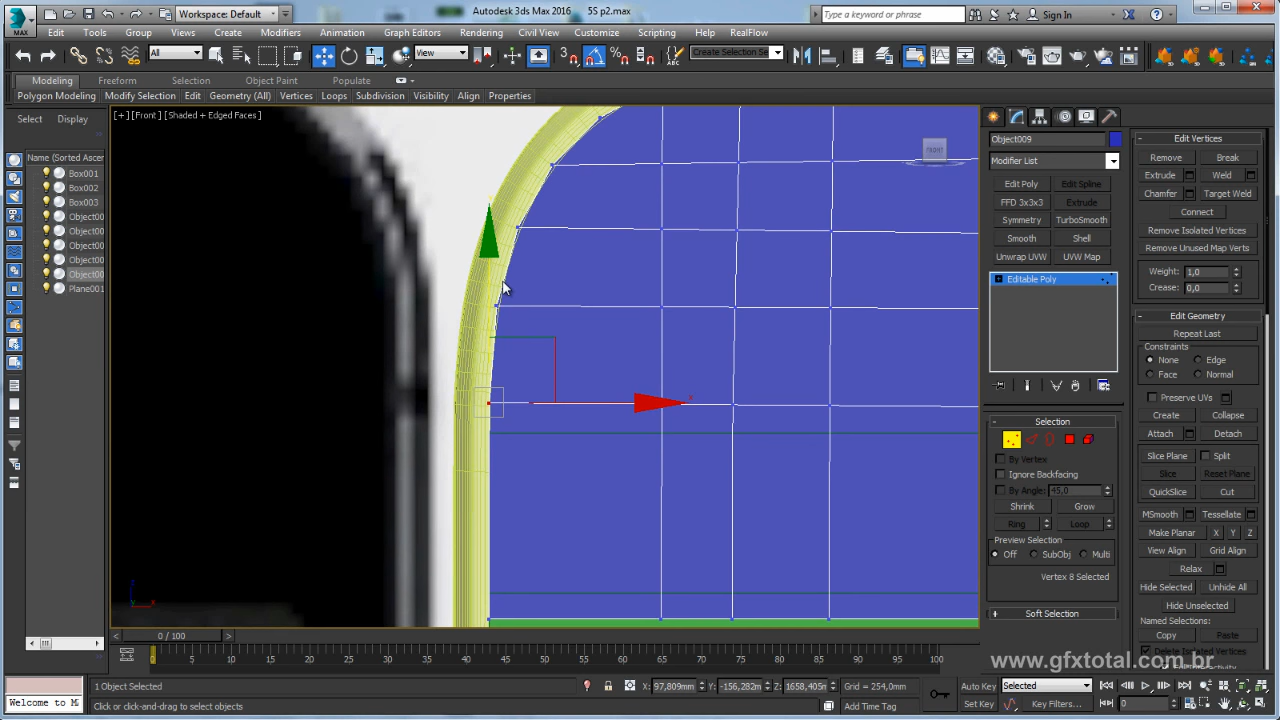 Workspace: Default
Autodesk 3ds Max 2016    5S p2.max
Type a keyword or phrase
Sign In
MAX
Edit Tools Group Views Create Modifiers Animation Graph Editors Rendering Civil View Customize Scripting Help RealFlow
All
View
Create Selection Se
Modeling Freeform Selection Object Paint Populate
Polygon Modeling Modify Selection Edit Geometry (All) Vertices Loops Subdivision Visibility Align Properties
Select Display
Name (Sorted Ascen
Box001
Box002
Box003
Object00
Object00
Object00
Object00
Object00
Plane001
[+] [Front] [Shaded + Edged Faces]
FRONT
x
Object009
Modifier List
Edit Poly Edit Spline
FFD 3x3x3 Extrude
Symmetry TurboSmooth
Smooth Shell
Unwrap UVW UVW Map
Editable Poly
Selection
By Vertex
Ignore Backfacing
By Angle: 45,0
Shrink Grow
Ring Loop
Preview Selection
Off SubObj Multi
Vertex 8 Selected
Soft Selection
Edit Vertices
Remove Break
Extrude Weld
Chamfer Target Weld
Connect
Remove Isolated Vertices
Remove Unused Map Verts
Weight: 1,0
Crease: 0,0
Edit Geometry
Repeat Last
Constraints
None Edge
Face Normal
Preserve UVs
Create Collapse
Attach Detach
Slice Plane Split
Slice Reset Plane
QuickSlice Cut
MSmooth Tessellate
Make Planar X Y Z
View Align Grid Align
Relax
Hide Selected Unhide All
Hide Unselected
Named Selections:
Copy Paste
Delete Isolated Vertices
www.gfxtotal.com.br
0 / 100
0 5 10 15 20 25 30 35 40 45 50 55 60 65 70 75 80 85 90 95 100
1 Object Selected
X: 97,809mm Y: -156,282m Z: 1658,405m
Grid = 254,0mm
Auto Key Selected
Welcome to M
Click or click-and-drag to select objects
Add Time Tag
Set Key Key Filters...
0